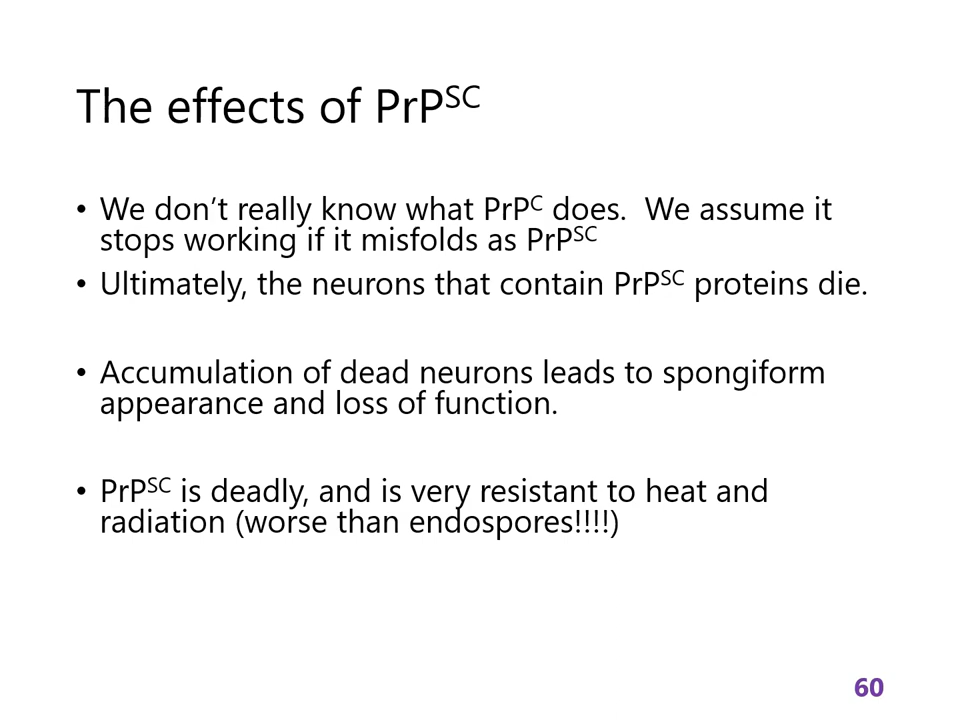 The effects of PrPSC
• We don’t really know what PrPC does.  We assume it
stops working if it misfolds as PrPSC
• Ultimately, the neurons that contain PrPSC proteins die.
• Accumulation of dead neurons leads to spongiform
appearance and loss of function.
• PrPSC is deadly, and is very resistant to heat and
radiation (worse than endospores!!!!)
60